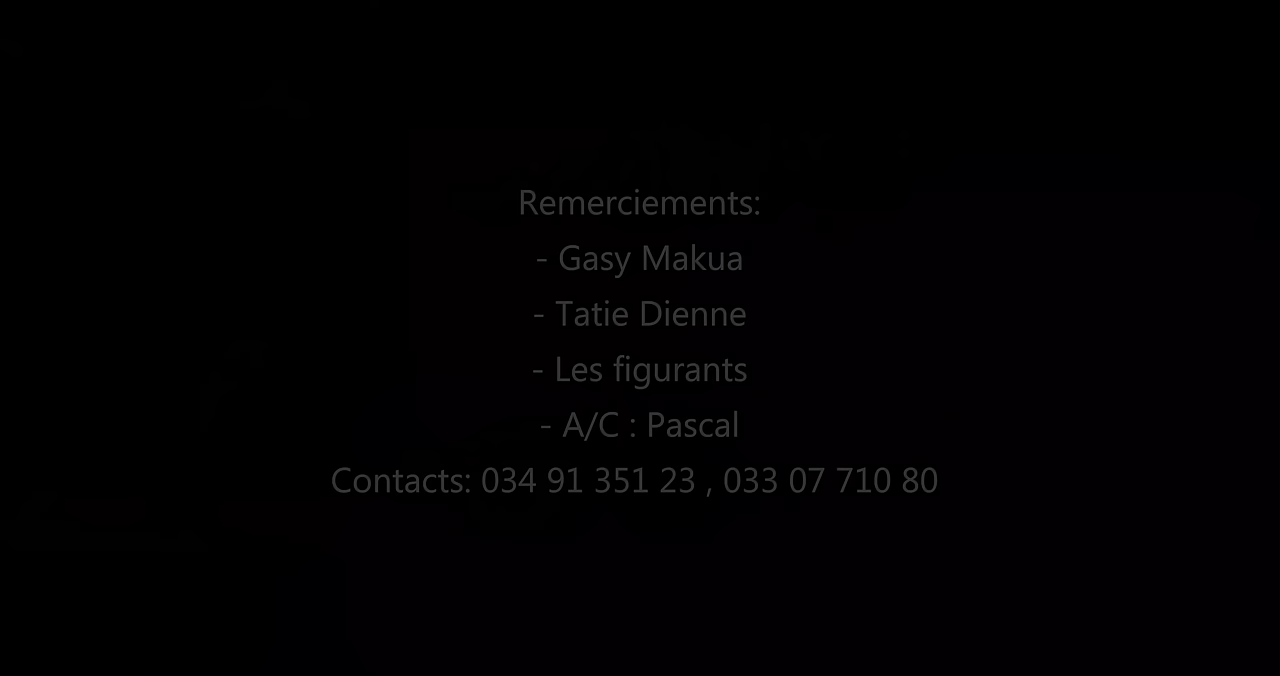 Remerciements:
- Gasy Makua
- Tatie Dienne
- Les figurants
- A/C : Pascal
Contacts: 034 91 351 23 , 033 07 710 80